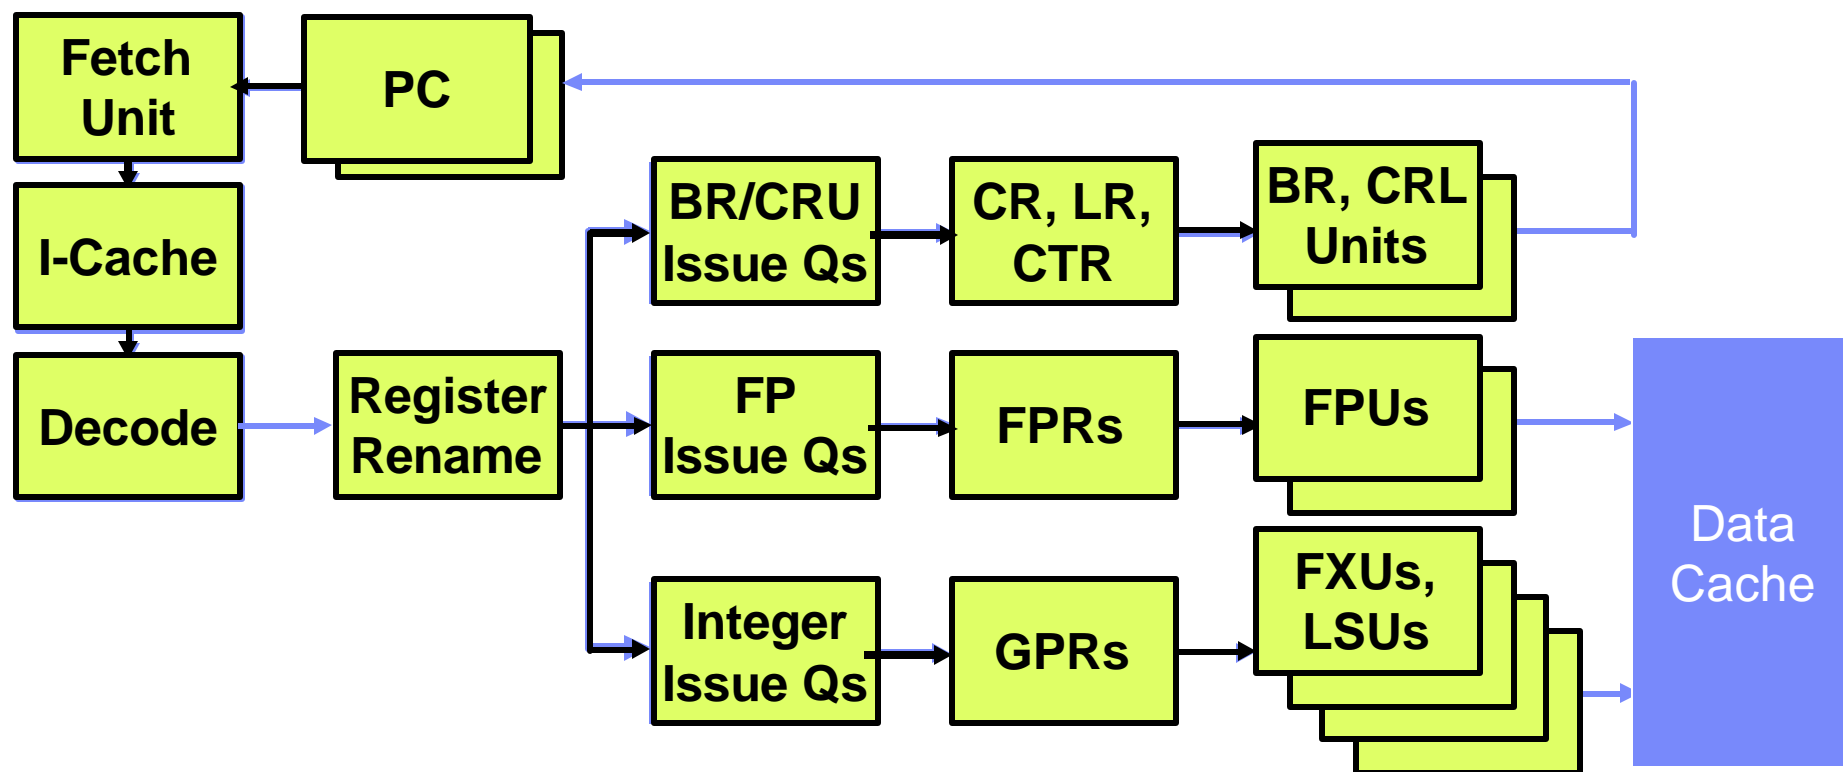 Fetch
Unit
PC
I-Cache
Decode
Register
Rename
BR/CRU
Issue Qs
CR, LR,
CTR
BR, CRL
Units
FP
Issue Qs
FPRs
FPUs
Integer
Issue Qs
GPRs
FXUs,
LSUs
Data
Cache